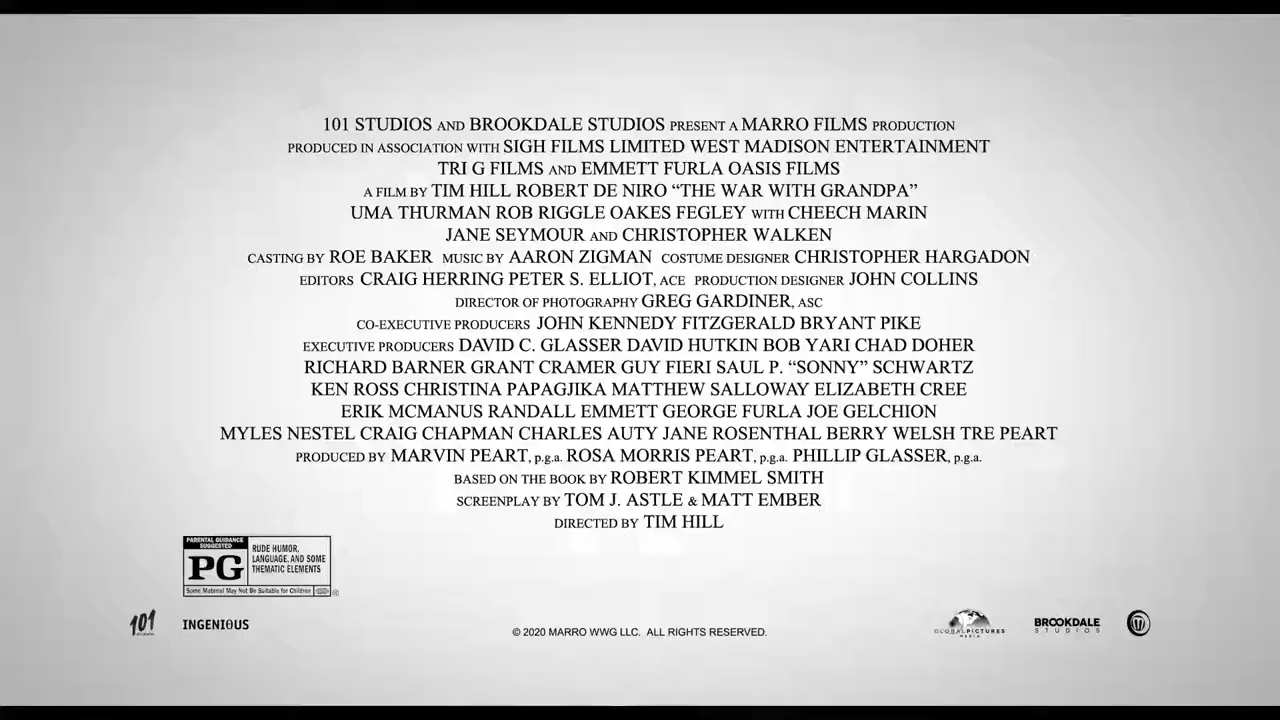 101 STUDIOS AND BROOKDALE STUDIOS PRESENT A MARRO FILMS PRODUCTION
PRODUCED IN ASSOCIATION WITH SIGH FILMS LIMITED WEST MADISON ENTERTAINMENT
TRI G FILMS AND EMMETT FURLA OASIS FILMS
A FILM BY TIM HILL ROBERT DE NIRO “THE WAR WITH GRANDPA”
UMA THURMAN ROB RIGGLE OAKES FEGLEY WITH CHEECH MARIN
JANE SEYMOUR AND CHRISTOPHER WALKEN
CASTING BY ROE BAKER MUSIC BY AARON ZIGMAN COSTUME DESIGNER CHRISTOPHER HARGADON
EDITORS CRAIG HERRING PETER S. ELLIOT, ACE PRODUCTION DESIGNER JOHN COLLINS
DIRECTOR OF PHOTOGRAPHY GREG GARDINER, ASC
CO-EXECUTIVE PRODUCERS JOHN KENNEDY FITZGERALD BRYANT PIKE
EXECUTIVE PRODUCERS DAVID C. GLASSER DAVID HUTKIN BOB YARI CHAD DOHER
RICHARD BARNER GRANT CRAMER GUY FIERI SAUL P. “SONNY” SCHWARTZ
KEN ROSS CHRISTINA PAPAGJIKA MATTHEW SALLOWAY ELIZABETH CREE
ERIK MCMANUS RANDALL EMMETT GEORGE FURLA JOE GELCHION
MYLES NESTEL CRAIG CHAPMAN CHARLES AUTY JANE ROSENTHAL BERRY WELSH TRE PEART
PRODUCED BY MARVIN PEART, p.g.a. ROSA MORRIS PEART, p.g.a. PHILLIP GLASSER, p.g.a.
BASED ON THE BOOK BY ROBERT KIMMEL SMITH
SCREENPLAY BY TOM J. ASTLE & MATT EMBER
DIRECTED BY TIM HILL
PARENTAL GUIDANCE SUGGESTED
PG
RUDE HUMOR,
LANGUAGE, AND SOME
THEMATIC ELEMENTS
Some Material May Not Be Suitable for Children
101
INGENIOUS
© 2020 MARRO WWG LLC. ALL RIGHTS RESERVED.
GLOBALPICTURES
MEDIA
BROOKDALE
STUDIOS